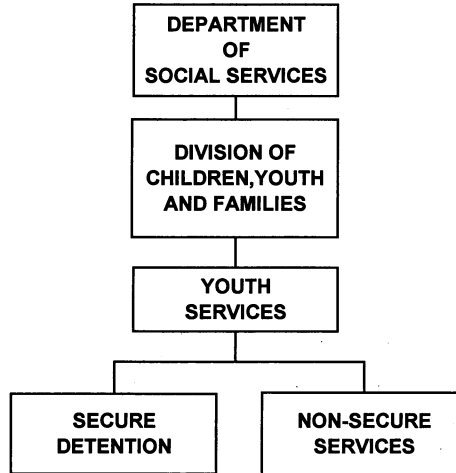 DEPARTMENT
OF
SOCIAL SERVICES
DIVISION OF
CHILDREN,YOUTH
AND FAMILIES
YOUTH
SERVICES
SECURE
DETENTION
NON-SECURE
SERVICES